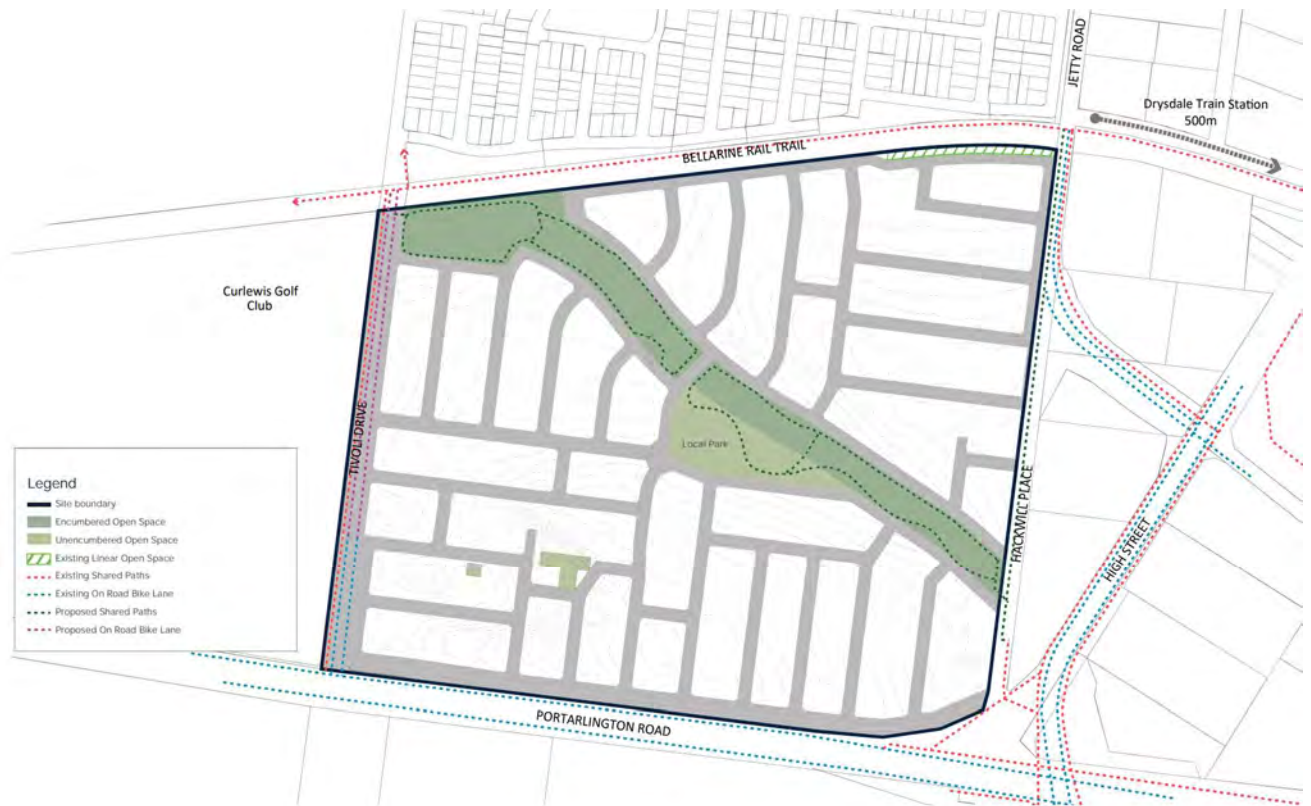 JETTY ROAD
Drysdale Train Station
500m
BELLARINE RAIL TRAIL
Curlewis Golf
Club
TIVOLI DRIVE
Local Park
HACKWILL PLACE
HIGH STREET
PORTARLINGTON ROAD
Legend
Site boundary
Encumbered Open Space
Unencumbered Open Space
Existing Linear Open Space
Existing Shared Paths
Existing On Road Bike Lane
Proposed Shared Paths
Proposed On Road Bike Lane